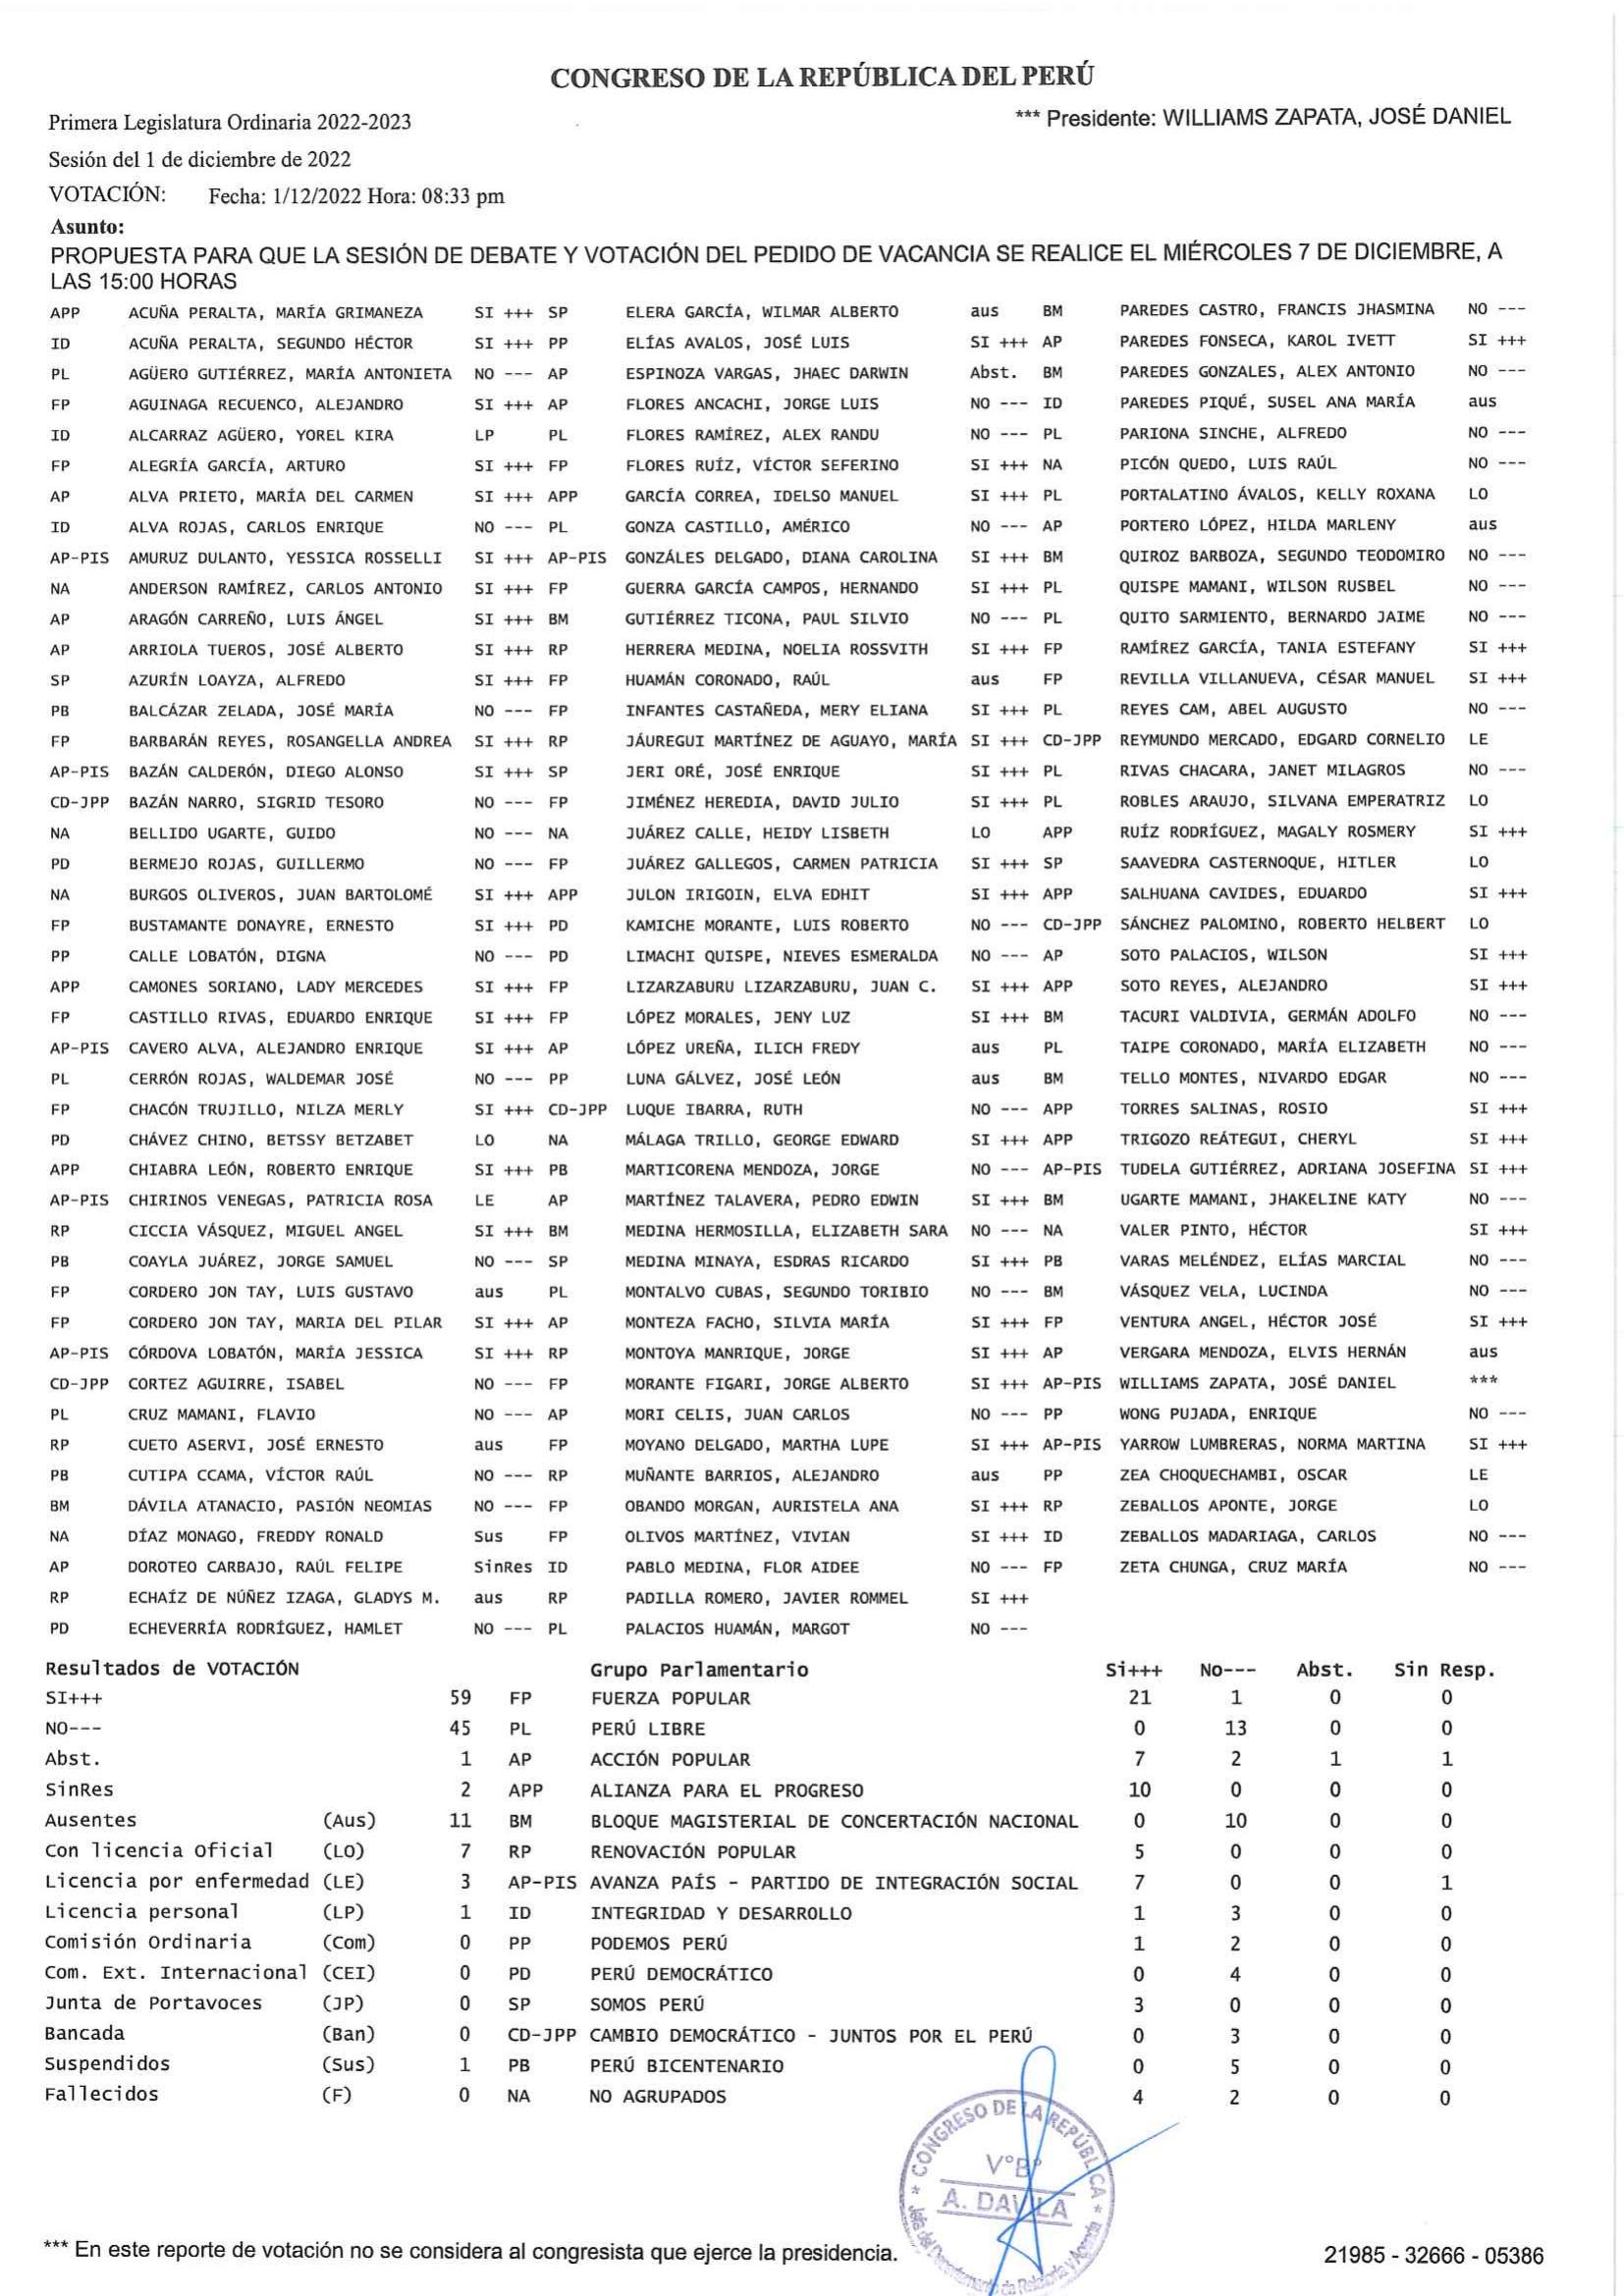 CONGRESO DE LA REPÚBLICA DEL PERÚ
Primera Legislatura Ordinaria 2022-2023 *** Presidente: WILLIAMS ZAPATA, JOSÉ DANIEL
Sesión del 1 de diciembre de 2022
VOTACIÓN: Fecha: 1/12/2022 Hora: 08:33 pm
Asunto:
PROPUESTA PARA QUE LA SESIÓN DE DEBATE Y VOTACIÓN DEL PEDIDO DE VACANCIA SE REALICE EL MIÉRCOLES 7 DE DICIEMBRE, A
LAS 15:00 HORAS
APP ACUÑA PERALTA, MARÍA GRIMANEZA SI +++ SP ELERA GARCÍA, WILMAR ALBERTO aus BM PAREDES CASTRO, FRANCIS JHASMINA NO ---
ID ACUÑA PERALTA, SEGUNDO HÉCTOR SI +++ PP ELÍAS AVALOS, JOSÉ LUIS SI +++ AP PAREDES FONSECA, KAROL IVETT SI +++
PL AGÜERO GUTIÉRREZ, MARÍA ANTONIETA NO --- AP ESPINOZA VARGAS, JHAEC DARWIN Abst. BM PAREDES GONZALES, ALEX ANTONIO NO ---
FP AGUINAGA RECUENCO, ALEJANDRO SI +++ AP FLORES ANCACHI, JORGE LUIS NO --- ID PAREDES PIQUÉ, SUSEL ANA MARÍA aus
ID ALCARRAZ AGÜERO, YOREL KIRA LP PL FLORES RAMÍREZ, ALEX RANDU NO --- PL PARIONA SINCHE, ALFREDO NO ---
FP ALEGRÍA GARCÍA, ARTURO SI +++ FP FLORES RUÍZ, VÍCTOR SEFERINO SI +++ NA PICÓN QUEDO, LUIS RAÚL NO ---
AP ALVA PRIETO, MARÍA DEL CARMEN SI +++ APP GARCÍA CORREA, IDELSO MANUEL SI +++ PL PORTALATINO ÁVALOS, KELLY ROXANA LO
ID ALVA ROJAS, CARLOS ENRIQUE NO --- PL GONZA CASTILLO, AMÉRICO NO --- AP PORTERO LÓPEZ, HILDA MARLENY aus
AP-PIS AMURUZ DULANTO, YESSICA ROSSELLI SI +++ AP-PIS GONZÁLES DELGADO, DIANA CAROLINA SI +++ BM QUIROZ BARBOZA, SEGUNDO TEODOMIRO NO ---
NA ANDERSON RAMÍREZ, CARLOS ANTONIO SI +++ FP GUERRA GARCÍA CAMPOS, HERNANDO SI +++ PL QUISPE MAMANI, WILSON RUSBEL NO ---
AP ARAGÓN CARREÑO, LUIS ÁNGEL SI +++ BM GUTIÉRREZ TICONA, PAUL SILVIO NO --- PL QUITO SARMIENTO, BERNARDO JAIME NO ---
AP ARRIOLA TUEROS, JOSÉ ALBERTO SI +++ RP HERRERA MEDINA, NOELIA ROSSVITH SI +++ FP RAMÍREZ GARCÍA, TANIA ESTEFANY SI +++
SP AZURÍN LOAYZA, ALFREDO SI +++ FP HUAMÁN CORONADO, RAÚL aus FP REVILLA VILLANUEVA, CÉSAR MANUEL SI +++
PB BALCÁZAR ZELADA, JOSÉ MARÍA NO --- FP INFANTES CASTAÑEDA, MERY ELIANA SI +++ PL REYES CAM, ABEL AUGUSTO NO ---
FP BARBARÁN REYES, ROSANGELLA ANDREA SI +++ RP JÁUREGUI MARTÍNEZ DE AGUAYO, MARÍA SI +++ CD-JPP REYMUNDO MERCADO, EDGARD CORNELIO LE
AP-PIS BAZÁN CALDERÓN, DIEGO ALONSO SI +++ SP JERI ORÉ, JOSÉ ENRIQUE SI +++ PL RIVAS CHACARA, JANET MILAGROS NO ---
CD-JPP BAZÁN NARRO, SIGRID TESORO NO --- FP JIMÉNEZ HEREDIA, DAVID JULIO SI +++ PL ROBLES ARAUJO, SILVANA EMPERATRIZ LO
NA BELLIDO UGARTE, GUIDO NO --- NA JUÁREZ CALLE, HEIDY LISBETH LO APP RUÍZ RODRÍGUEZ, MAGALY ROSMERY SI +++
PD BERMEJO ROJAS, GUILLERMO NO --- FP JUÁREZ GALLEGOS, CARMEN PATRICIA SI +++ SP SAAVEDRA CASTERNOQUE, HITLER LO
NA BURGOS OLIVEROS, JUAN BARTOLOMÉ SI +++ APP JULON IRIGOIN, ELVA EDHIT SI +++ APP SALHUANA CAVIDES, EDUARDO SI +++
FP BUSTAMANTE DONAYRE, ERNESTO SI +++ PD KAMICHE MORANTE, LUIS ROBERTO NO --- CD-JPP SÁNCHEZ PALOMINO, ROBERTO HELBERT LO
PP CALLE LOBATÓN, DIGNA NO --- PD LIMACHI QUISPE, NIEVES ESMERALDA NO --- AP SOTO PALACIOS, WILSON SI +++
APP CAMONES SORIANO, LADY MERCEDES SI +++ FP LIZARZABURU LIZARZABURU, JUAN C. SI +++ APP SOTO REYES, ALEJANDRO SI +++
FP CASTILLO RIVAS, EDUARDO ENRIQUE SI +++ FP LÓPEZ MORALES, JENY LUZ SI +++ BM TACURI VALDIVIA, GERMÁN ADOLFO NO ---
AP-PIS CAVERO ALVA, ALEJANDRO ENRIQUE SI +++ AP LÓPEZ UREÑA, ILICH FREDY aus PL TAIPE CORONADO, MARÍA ELIZABETH NO ---
PL CERRÓN ROJAS, WALDEMAR JOSÉ NO --- PP LUNA GÁLVEZ, JOSÉ LEÓN aus BM TELLO MONTES, NIVARDO EDGAR NO ---
FP CHACÓN TRUJILLO, NILZA MERLY SI +++ CD-JPP LUQUE IBARRA, RUTH NO --- APP TORRES SALINAS, ROSIO SI +++
PD CHÁVEZ CHINO, BETSSY BETZABET LO NA MÁLAGA TRILLO, GEORGE EDWARD SI +++ APP TRIGOZO REÁTEGUI, CHERYL SI +++
APP CHIABRA LEÓN, ROBERTO ENRIQUE SI +++ PB MARTICORENA MENDOZA, JORGE NO --- AP-PIS TUDELA GUTIÉRREZ, ADRIANA JOSEFINA SI +++
AP-PIS CHIRINOS VENEGAS, PATRICIA ROSA LE AP MARTÍNEZ TALAVERA, PEDRO EDWIN SI +++ BM UGARTE MAMANI, JHAKELINE KATY NO ---
RP CICCIA VÁSQUEZ, MIGUEL ANGEL SI +++ BM MEDINA HERMOSILLA, ELIZABETH SARA NO --- NA VALER PINTO, HÉCTOR SI +++
PB COAYLA JUÁREZ, JORGE SAMUEL NO --- SP MEDINA MINAYA, ESDRAS RICARDO SI +++ PB VARAS MELÉNDEZ, ELÍAS MARCIAL NO ---
FP CORDERO JON TAY, LUIS GUSTAVO aus PL MONTALVO CUBAS, SEGUNDO TORIBIO NO --- BM VÁSQUEZ VELA, LUCINDA NO ---
FP CORDERO JON TAY, MARIA DEL PILAR SI +++ AP MONTEZA FACHO, SILVIA MARÍA SI +++ FP VENTURA ANGEL, HÉCTOR JOSÉ SI +++
AP-PIS CÓRDOVA LOBATÓN, MARÍA JESSICA SI +++ RP MONTOYA MANRIQUE, JORGE SI +++ AP VERGARA MENDOZA, ELVIS HERNÁN aus
CD-JPP CORTEZ AGUIRRE, ISABEL NO --- FP MORANTE FIGARI, JORGE ALBERTO SI +++ AP-PIS WILLIAMS ZAPATA, JOSÉ DANIEL ***
PL CRUZ MAMANI, FLAVIO NO --- AP MORI CELIS, JUAN CARLOS NO --- PP WONG PUJADA, ENRIQUE NO ---
RP CUETO ASERVI, JOSÉ ERNESTO aus FP MOYANO DELGADO, MARTHA LUPE SI +++ AP-PIS YARROW LUMBRERAS, NORMA MARTINA SI +++
PB CUTIPA CCAMA, VÍCTOR RAÚL NO --- RP MUÑANTE BARRIOS, ALEJANDRO aus PP ZEA CHOQUECHAMBI, OSCAR LE
BM DÁVILA ATANACIO, PASIÓN NEOMIAS NO --- FP OBANDO MORGAN, AURISTELA ANA SI +++ RP ZEBALLOS APONTE, JORGE LO
NA DÍAZ MONAGO, FREDDY RONALD Sus FP OLIVOS MARTÍNEZ, VIVIAN SI +++ ID ZEBALLOS MADARIAGA, CARLOS NO ---
AP DOROTEO CARBAJO, RAÚL FELIPE SinRes ID PABLO MEDINA, FLOR AIDEE NO --- FP ZETA CHUNGA, CRUZ MARÍA NO ---
RP ECHAÍZ DE NÚÑEZ IZAGA, GLADYS M. aus RP PADILLA ROMERO, JAVIER ROMMEL SI +++
PD ECHEVERRÍA RODRÍGUEZ, HAMLET NO --- PL PALACIOS HUAMÁN, MARGOT NO ---
Resultados de VOTACIÓN Grupo Parlamentario Si+++ No--- Abst. Sin Resp.
SI+++ 59 FP FUERZA POPULAR 21 1 0 0
NO--- 45 PL PERÚ LIBRE 0 13 0 0
Abst. 1 AP ACCIÓN POPULAR 7 2 1 1
SinRes 2 APP ALIANZA PARA EL PROGRESO 10 0 0 0
Ausentes (Aus) 11 BM BLOQUE MAGISTERIAL DE CONCERTACIÓN NACIONAL 0 10 0 0
Con licencia Oficial (LO) 7 RP RENOVACIÓN POPULAR 5 0 0 0
Licencia por enfermedad (LE) 3 AP-PIS AVANZA PAÍS - PARTIDO DE INTEGRACIÓN SOCIAL 7 0 0 1
Licencia personal (LP) 1 ID INTEGRIDAD Y DESARROLLO 1 3 0 0
Comisión Ordinaria (Com) 0 PP PODEMOS PERÚ 1 2 0 0
Com. Ext. Internacional (CEI) 0 PD PERÚ DEMOCRÁTICO 0 4 0 0
Junta de Portavoces (JP) 0 SP SOMOS PERÚ 3 0 0 0
Bancada (Ban) 0 CD-JPP CAMBIO DEMOCRÁTICO - JUNTOS POR EL PERÚ 0 3 0 0
Suspendidos (Sus) 1 PB PERÚ BICENTENARIO 0 5 0 0
Fallecidos (F) 0 NA NO AGRUPADOS 4 2 0 0
* CONGRESO DE LA REPÚBLICA *
V°B°
A. DAVILA
Jefa del Departamento de Relatoría y Agenda
*** En este reporte de votación no se considera al congresista que ejerce la presidencia. 21985 - 32666 - 05386